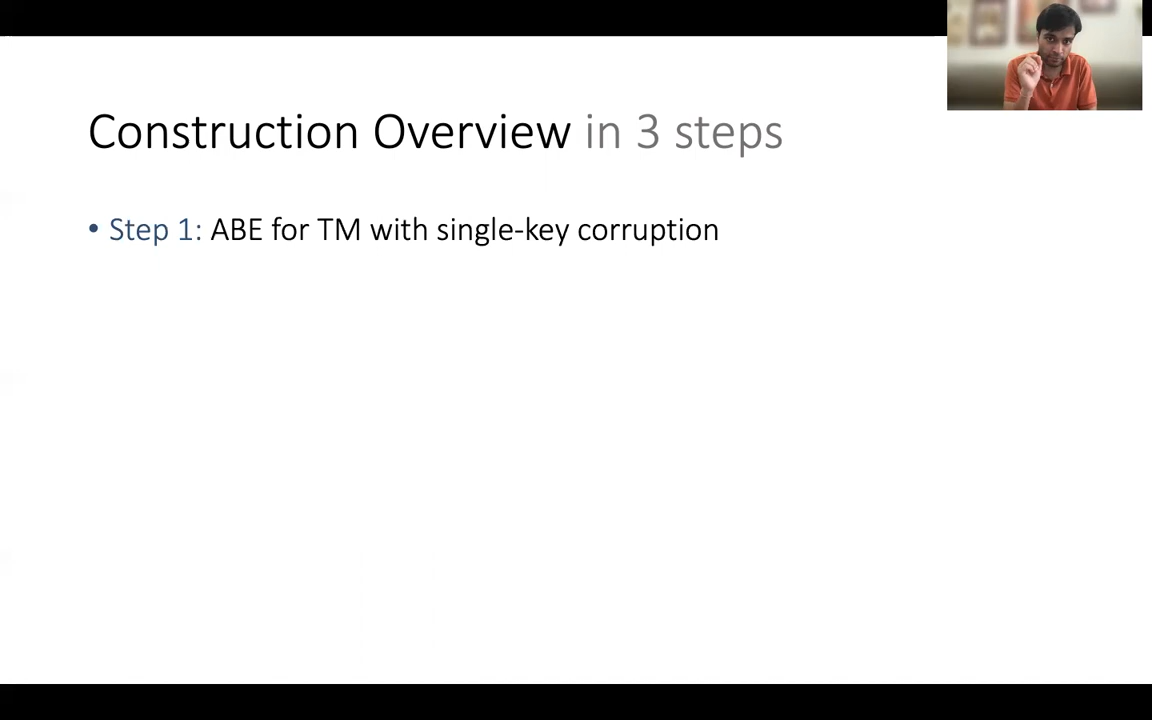 Construction Overview in 3 steps
• Step 1: ABE for TM with single-key corruption